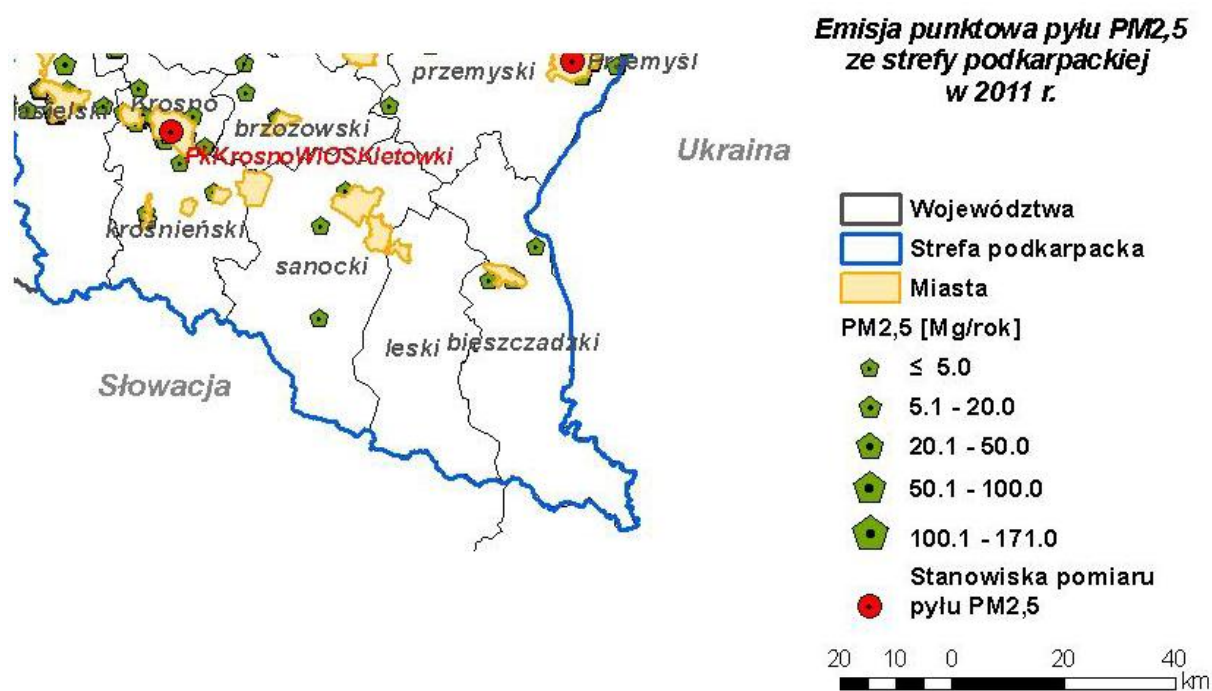 Emisja punktowa pyłu PM2,5
ze strefy podkarpackiej
w 2011 r.
przemyski
Przemyśl
jasielski
Krosno
brzozowski
PkKrosnoWIOSKletowki
Ukraina
krośnieński
sanocki
leski
bieszczadzki
Słowacja
Województwa
Strefa podkarpacka
Miasta
PM2,5 [Mg/rok]
≤ 5.0
5.1 - 20.0
20.1 - 50.0
50.1 - 100.0
100.1 - 171.0
Stanowiska pomiaru
pyłu PM2,5
20 10 0 20 40
km